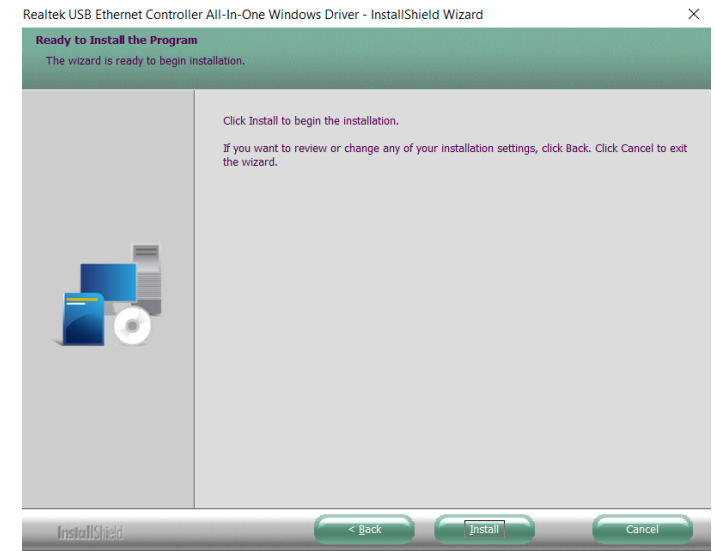 Realtek USB Ethernet Controller All-In-One Windows Driver - InstallShield Wizard
Ready to Install the Program
The wizard is ready to begin installation.
Click Install to begin the installation.
If you want to review or change any of your installation settings, click Back. Click Cancel to exit
the wizard.
InstallShield
< Back
Install
Cancel